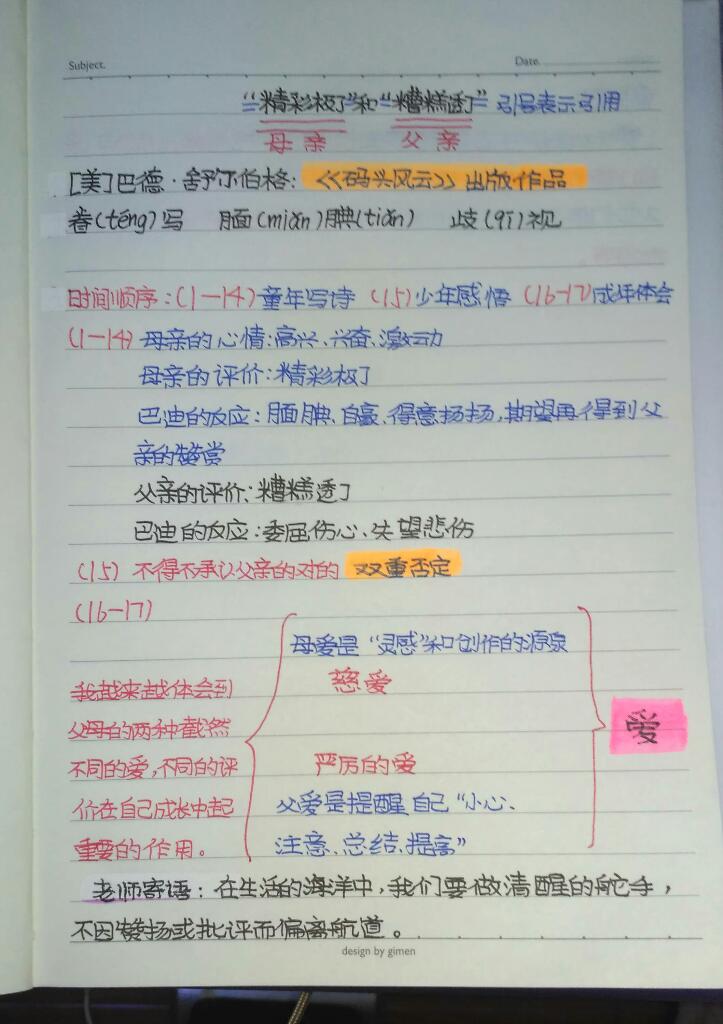 Subject.
Date.
“精彩极了”和“糟糕透了” 引号表示引用
母亲 父亲
[美]巴德·舒尔伯格:《码头风云》出版作品
誊(téng)写 腼(miǎn)腆(tiǎn) 歧(qī)视
时间顺序:(1—14)童年写诗 (15)少年感悟 (16—17)成年体会
(1—14) 母亲的心情:高兴、兴奋、激动
母亲的评价:精彩极了
巴迪的反应:腼腆、自豪、得意扬扬,期望再得到父
亲的赞赏
父亲的评价:糟糕透了
巴迪的反应:委屈伤心、失望悲伤
(15) 不得不承认父亲的对的 双重否定
(16—17)
母爱是“灵感”和创作的源泉
慈爱
我越来越体会到
父母的两种截然
不同的爱,不同的评
价在自己成长中起
重要的作用。
严厉的爱
父爱是提醒自己“小心、
注意、总结、提高”
爱
老师寄语:在生活的海洋中,我们要做清醒的舵手,
不因赞扬或批评而偏离航道。
design by gimen